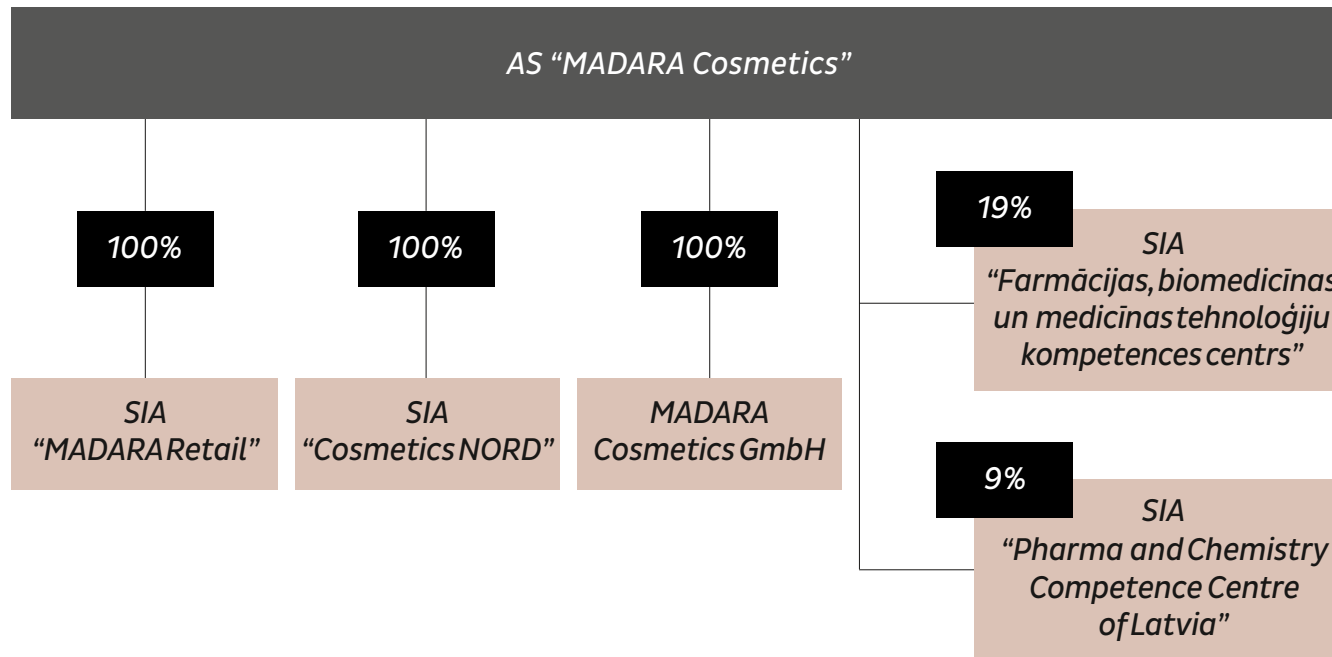 AS “MADARA Cosmetics”
100%
100%
100%
19%
SIA
“MADARA Retail”
SIA
“Cosmetics NORD”
MADARA
Cosmetics GmbH
SIA
“Farmācijas, biomedicīnas
un medicīnas tehnoloģiju
kompetences centrs”
9%
SIA
“Pharma and Chemistry
Competence Centre
of Latvia”